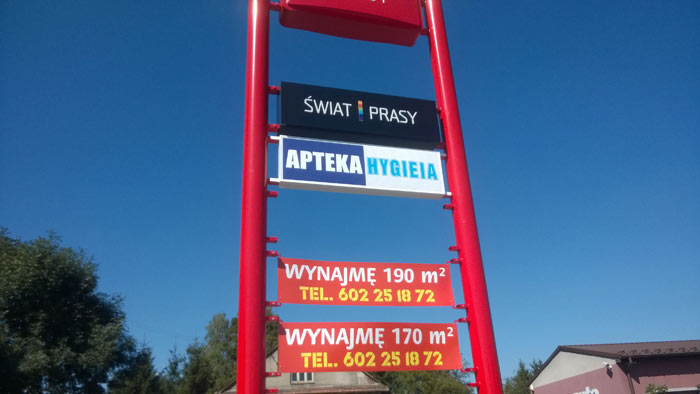 ŚWIAT PRASY
APTEKA HYGIEIA
WYNAJMĘ 190 m²
TEL.. 602 25 18 72
WYNAJMĘ 170 m²
TEL.. 602 25 18 72